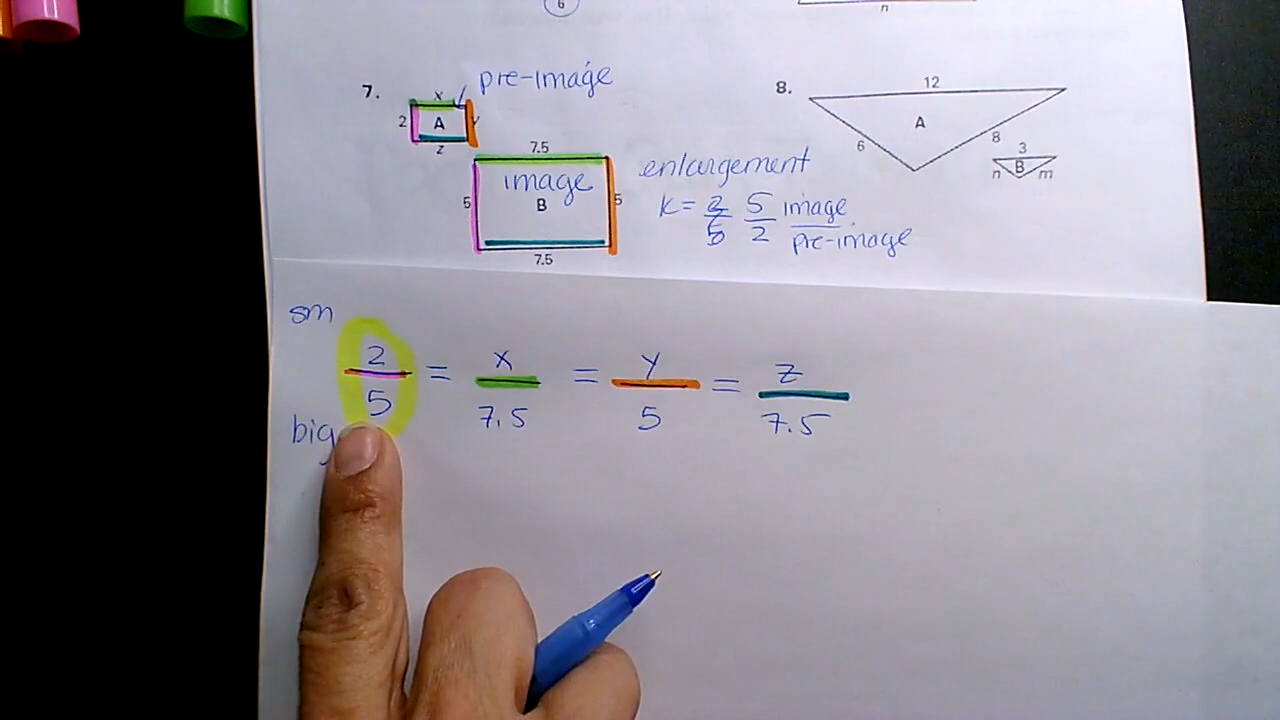 6
n
7.
pre-image
x
2
A
y
z
7.5
5
image
B
5
7.5
enlargement
k = 2/5 5/2 image/pre-image
8.
12
A
6
8
3
B
n
m
sm
2/5 = x/7.5 = y/5 = z/7.5
big